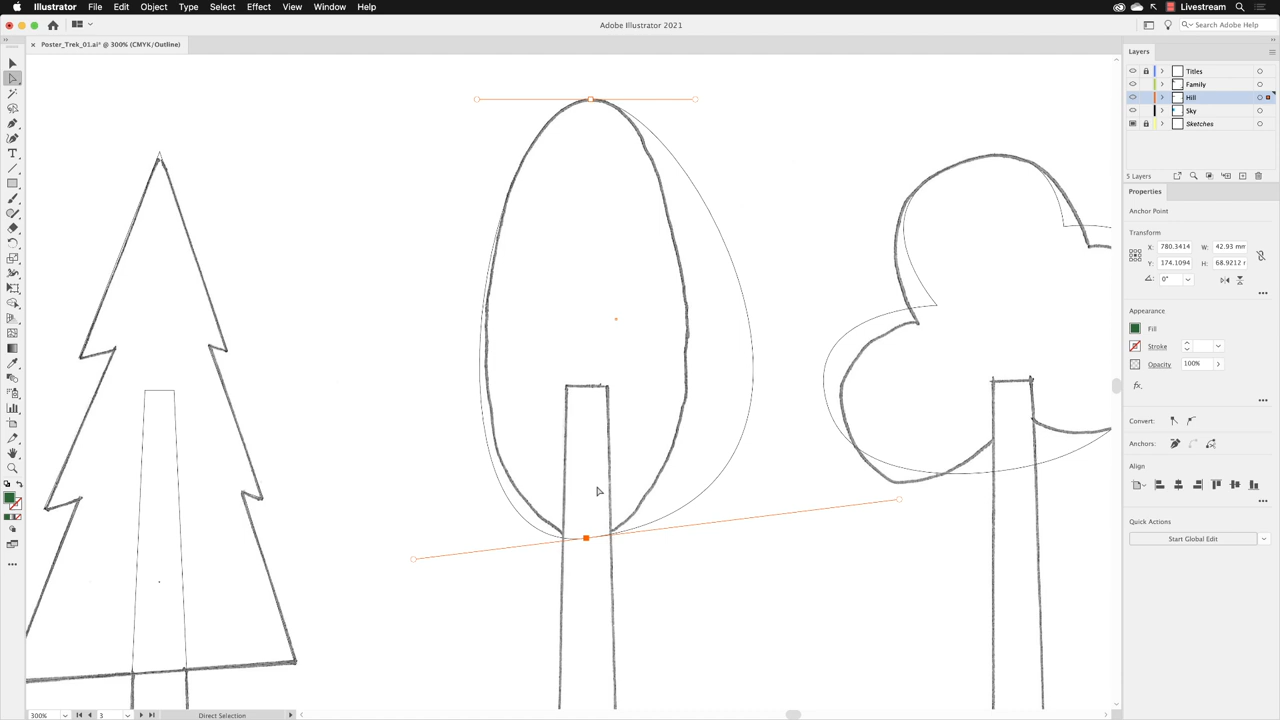 Illustrator File Edit Object Type Select Effect View Window Help Livestream
Adobe Illustrator 2021
Search Adobe Help
× Poster_Trek_01.ai* @ 300% (CMYK/Outline)
Layers
Titles
Family
Hill
Sky
Sketches
5 Layers
Properties
Anchor Point
Transform
X: 780.3414 W: 42.93 mm
Y: 174.1094 H: 68.9212 r
0°
Appearance
Fill
Stroke
Opacity 100%
fx.
Convert:
Anchors:
Align
Quick Actions
Start Global Edit
300% 3 Direct Selection